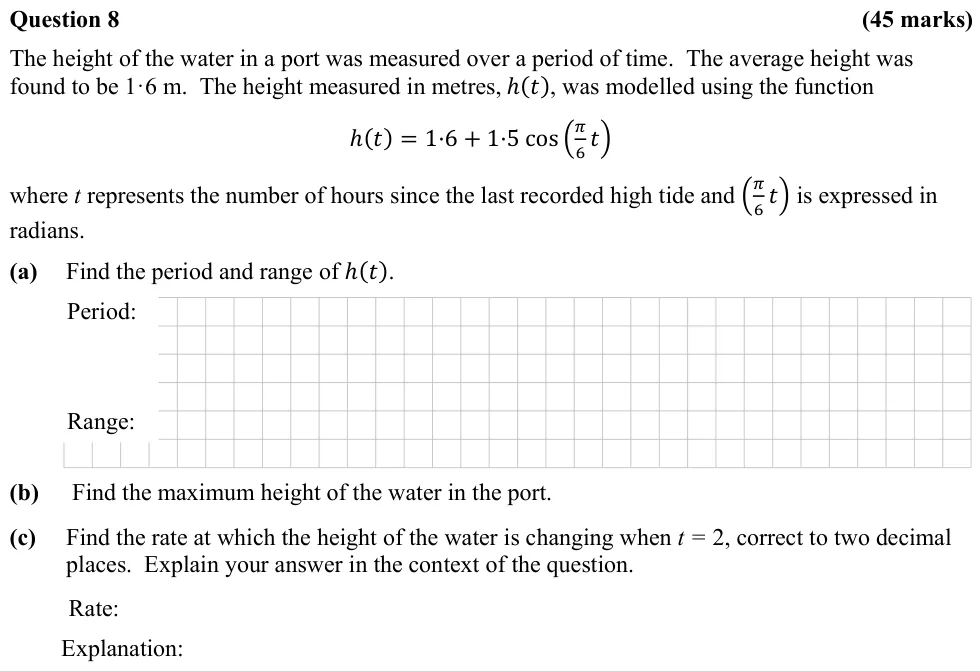 Question 8 (45 marks)
The height of the water in a port was measured over a period of time. The average height was
found to be 1·6 m. The height measured in metres, h(t), was modelled using the function
h(t) = 1·6 + 1·5 cos (π/6 t)
where t represents the number of hours since the last recorded high tide and (π/6 t) is expressed in
radians.
(a) Find the period and range of h(t).
Period:
Range:
(b) Find the maximum height of the water in the port.
(c) Find the rate at which the height of the water is changing when t = 2, correct to two decimal
places. Explain your answer in the context of the question.
Rate:
Explanation: